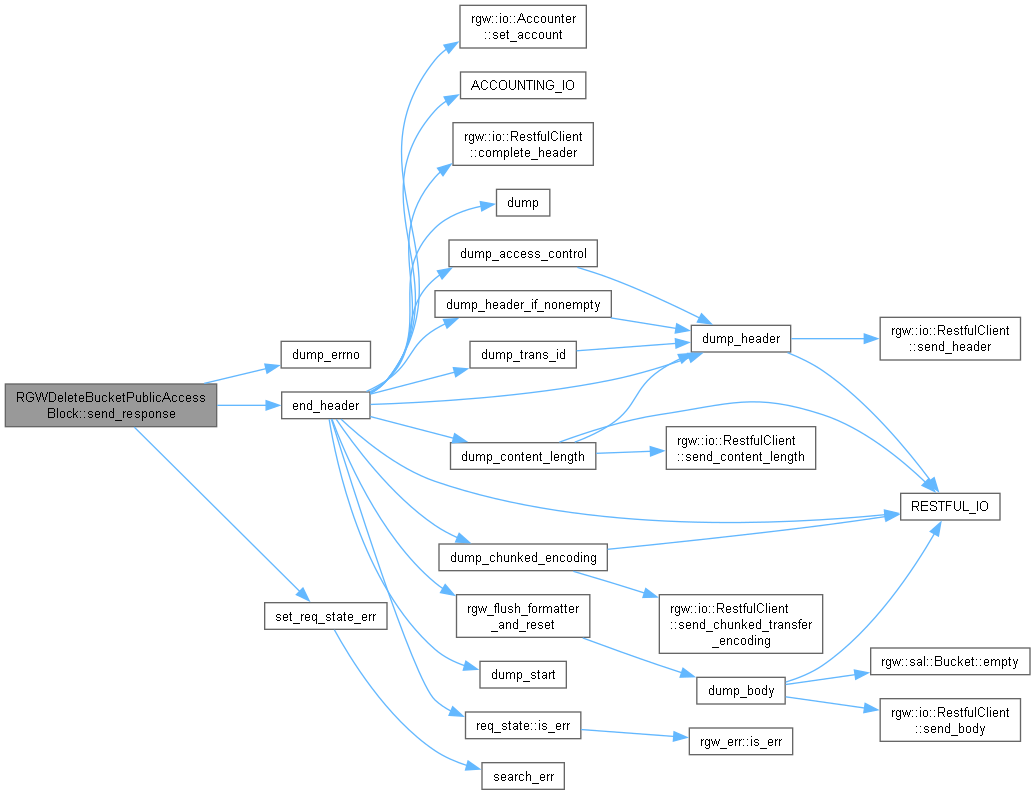 rgw::io::Accounter
::set_account
ACCOUNTING_IO
rgw::io::RestfulClient
::complete_header
dump
dump_access_control
dump_header_if_nonempty
dump_header
rgw::io::RestfulClient
::send_header
dump_errno
dump_trans_id
RGWDeleteBucketPublicAccess
Block::send_response
end_header
dump_content_length
rgw::io::RestfulClient
::send_content_length
RESTFUL_IO
dump_chunked_encoding
set_req_state_err
rgw_flush_formatter
_and_reset
rgw::io::RestfulClient
::send_chunked_transfer
_encoding
dump_start
dump_body
rgw::sal::Bucket::empty
rgw::io::RestfulClient
::send_body
req_state::is_err
rgw_err::is_err
search_err